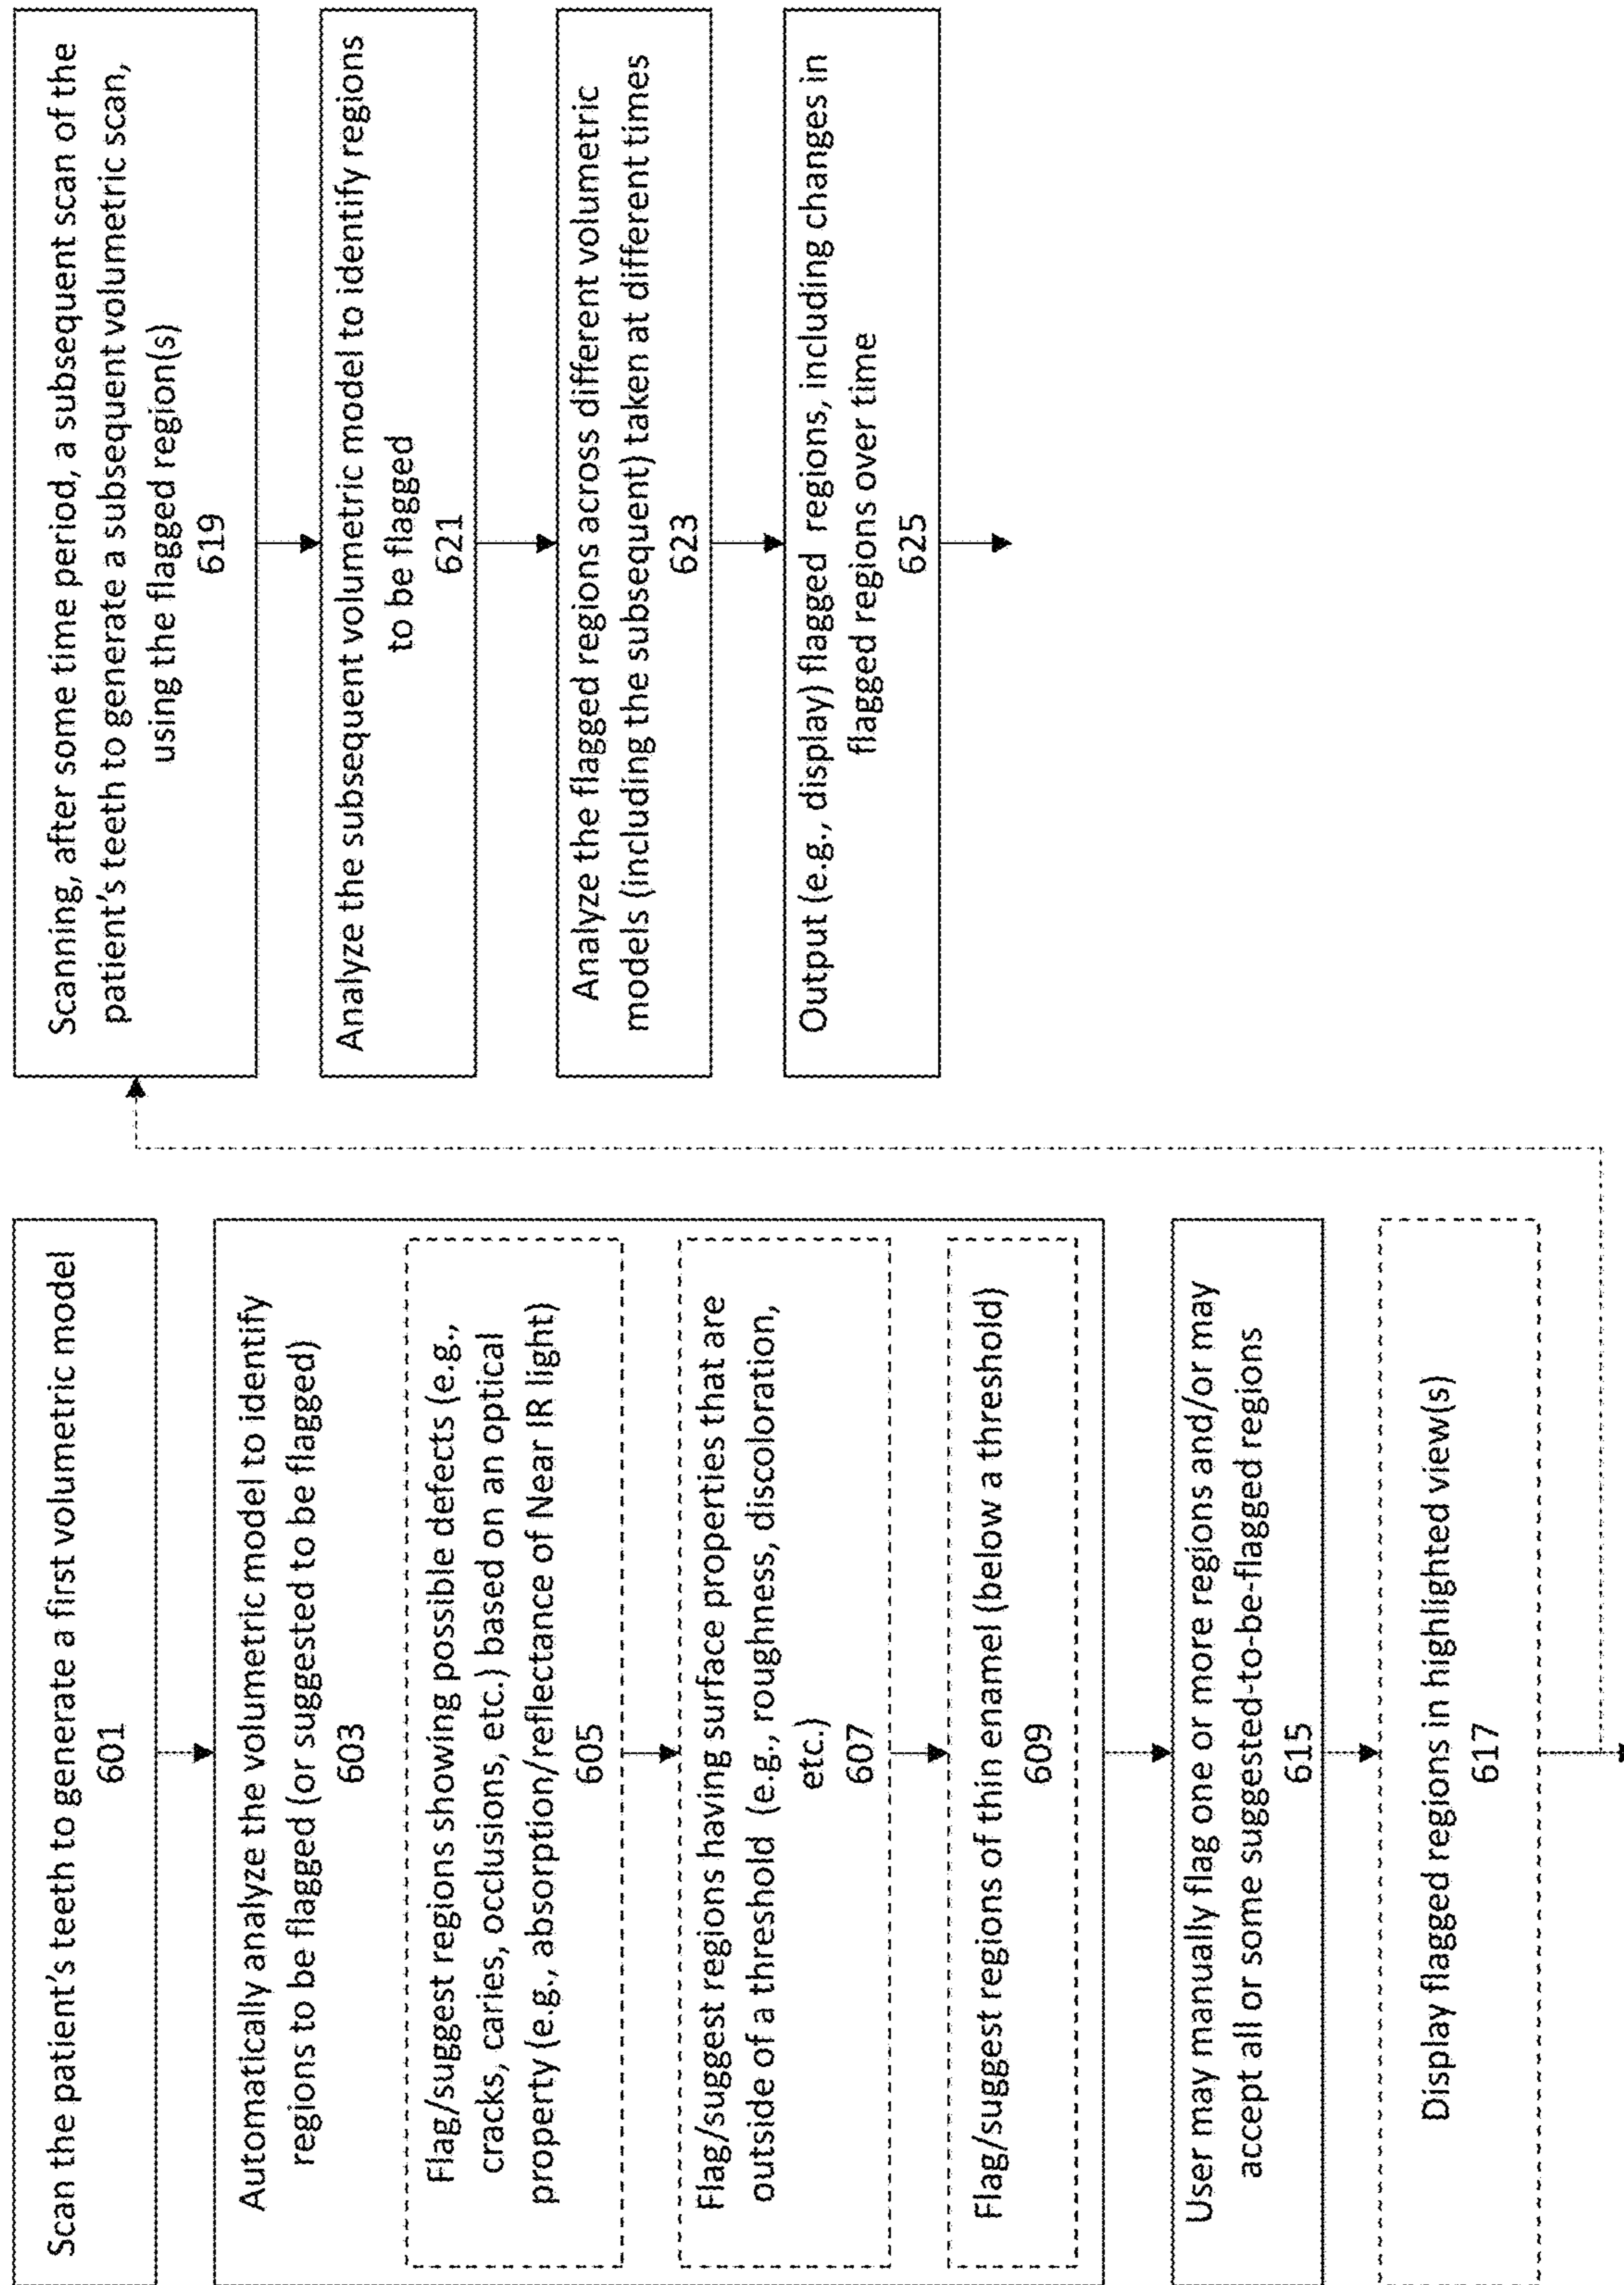 Scan the patient's teeth to generate a first volumetric model
601
Automatically analyze the volumetric model to identify
regions to be flagged (or suggested to be flagged)
603
Flag/suggest regions showing possible defects (e.g.,
cracks, caries, occlusions, etc.) based on an optical
property (e.g., absorption/reflectance of Near IR light)
605
Flag/suggest regions having surface properties that are
outside of a threshold (e.g., roughness, discoloration,
etc.)
607
Flag/suggest regions of thin enamel (below a threshold)
609
User may manually flag one or more regions and/or may
accept all or some suggested-to-be-flagged regions
615
Display flagged regions in highlighted view(s)
617
Scanning, after some time period, a subsequent scan of the
patient's teeth to generate a subsequent volumetric scan,
using the flagged region(s)
619
Analyze the subsequent volumetric model to identify regions
to be flagged
621
Analyze the flagged regions across different volumetric
models (including the subsequent) taken at different times
623
Output (e.g., display) flagged regions, including changes in
flagged regions over time
625